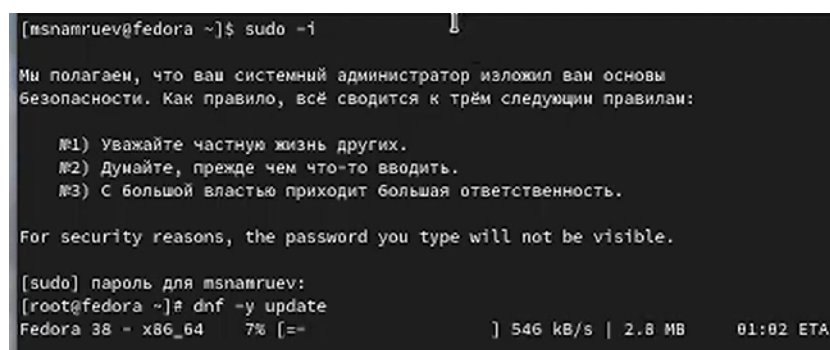 [msnamruev@fedora ~]$ sudo -i
Мы полагаем, что ваш системный администратор изложил вам основы
безопасности. Как правило, всё сводится к трём следующим правилам:
№1) Уважайте частную жизнь других.
№2) Думайте, прежде чем что-то вводить.
№3) С большой властью приходит большая ответственность.
For security reasons, the password you type will not be visible.
[sudo] пароль для msnamruev:
[root@fedora ~]# dnf -y update
Fedora 38 - x86_64    7% [=-                    ] 546 kB/s | 2.8 MB     01:02 ETA